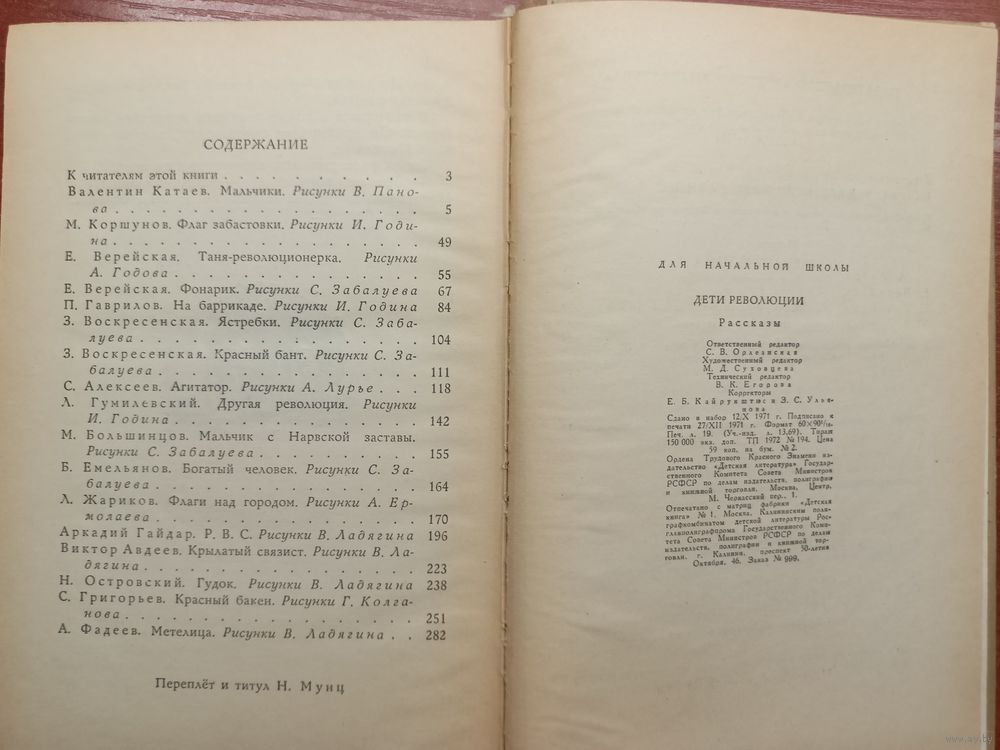 СОДЕРЖАНИЕ
К читателям этой книги . . . . . . . . . . 3
Валентин Катаев. Мальчики. Рисунки В. Пано-
ва . . . . . . . . . . . . . . . . 5
М. Коршунов. Флаг забастовки. Рисунки И. Годи-
на . . . . . . . . . . . . . . . . 49
Е. Верейская. Таня-революционерка. Рисунки
А. Годова . . . . . . . . . . . . . 55
Е. Верейская. Фонарик. Рисунки С. Забалуева 67
П. Гаврилов. На баррикаде. Рисунки И. Година 84
З. Воскресенская. Ястребки. Рисунки С. Заба-
луева . . . . . . . . . . . . . . 104
З. Воскресенская. Красный бант. Рисунки С. За-
балуева . . . . . . . . . . . . . 111
С. Алексеев. Агитатор. Рисунки А. Лурье . . . 118
Л. Гумилевский. Другая революция. Рисунки
И. Година . . . . . . . . . . . . 142
М. Большинцов. Мальчик с Нарвской заставы.
Рисунки С. Забалуева . . . . . . . 155
Б. Емельянов. Богатый человек. Рисунки С. За-
балуева . . . . . . . . . . . . . 164
Л. Жариков. Флаги над городом. Рисунки А. Ер-
молаева . . . . . . . . . . . . . 170
Аркадий Гайдар. Р. В. С. Рисунки В. Ладягина 196
Виктор Авдеев. Крылатый связист. Рисунки В. Ла-
дягина . . . . . . . . . . . . . . 223
Н. Островский. Гудок. Рисунки В. Ладягина 238
С. Григорьев. Красный бакен. Рисунки Г. Колга-
нова . . . . . . . . . . . . . . . 251
А. Фадеев. Метелица. Рисунки В. Ладягина . . 282
Переплёт и титул Н. Мунц
ДЛЯ НАЧАЛЬНОЙ ШКОЛЫ
ДЕТИ РЕВОЛЮЦИИ
Рассказы
Ответственный редактор
С. В. Орлеанская
Художественный редактор
М. Д. Суховцева
Технический редактор
В. К. Егорова
Корректоры
Е. Б. Кайрукштис и З. С. Улья-
нова
Сдано в набор 12/X 1971 г. Подписано к
печати 27/XII 1971 г. Формат 60×90¹/₁₆.
Печ. л. 19. (Уч.-изд. л. 13,69). Тираж
150 000 экз. доп. ТП 1972 № 194. Цена
59 коп. на бум. № 2.
Ордена Трудового Красного Знамени из-
дательство «Детская литература» Государ-
ственного Комитета Совета Министров
РСФСР по делам издательств, полиграфии
и книжной торговли. Москва, Центр,
М. Черкасский пер., 1.
Отпечатано с матриц фабрики «Детская
книга» № 1. Москва, Калининским поли-
графкомбинатом детской литературы Рос-
главполиграфпрома Государственного Коми-
тета Совета Министров РСФСР по делам
издательств, полиграфии и книжной тор-
говли. г. Калинин, проспект 50-летия
Октября, 46. Заказ № 999.
www.av.by